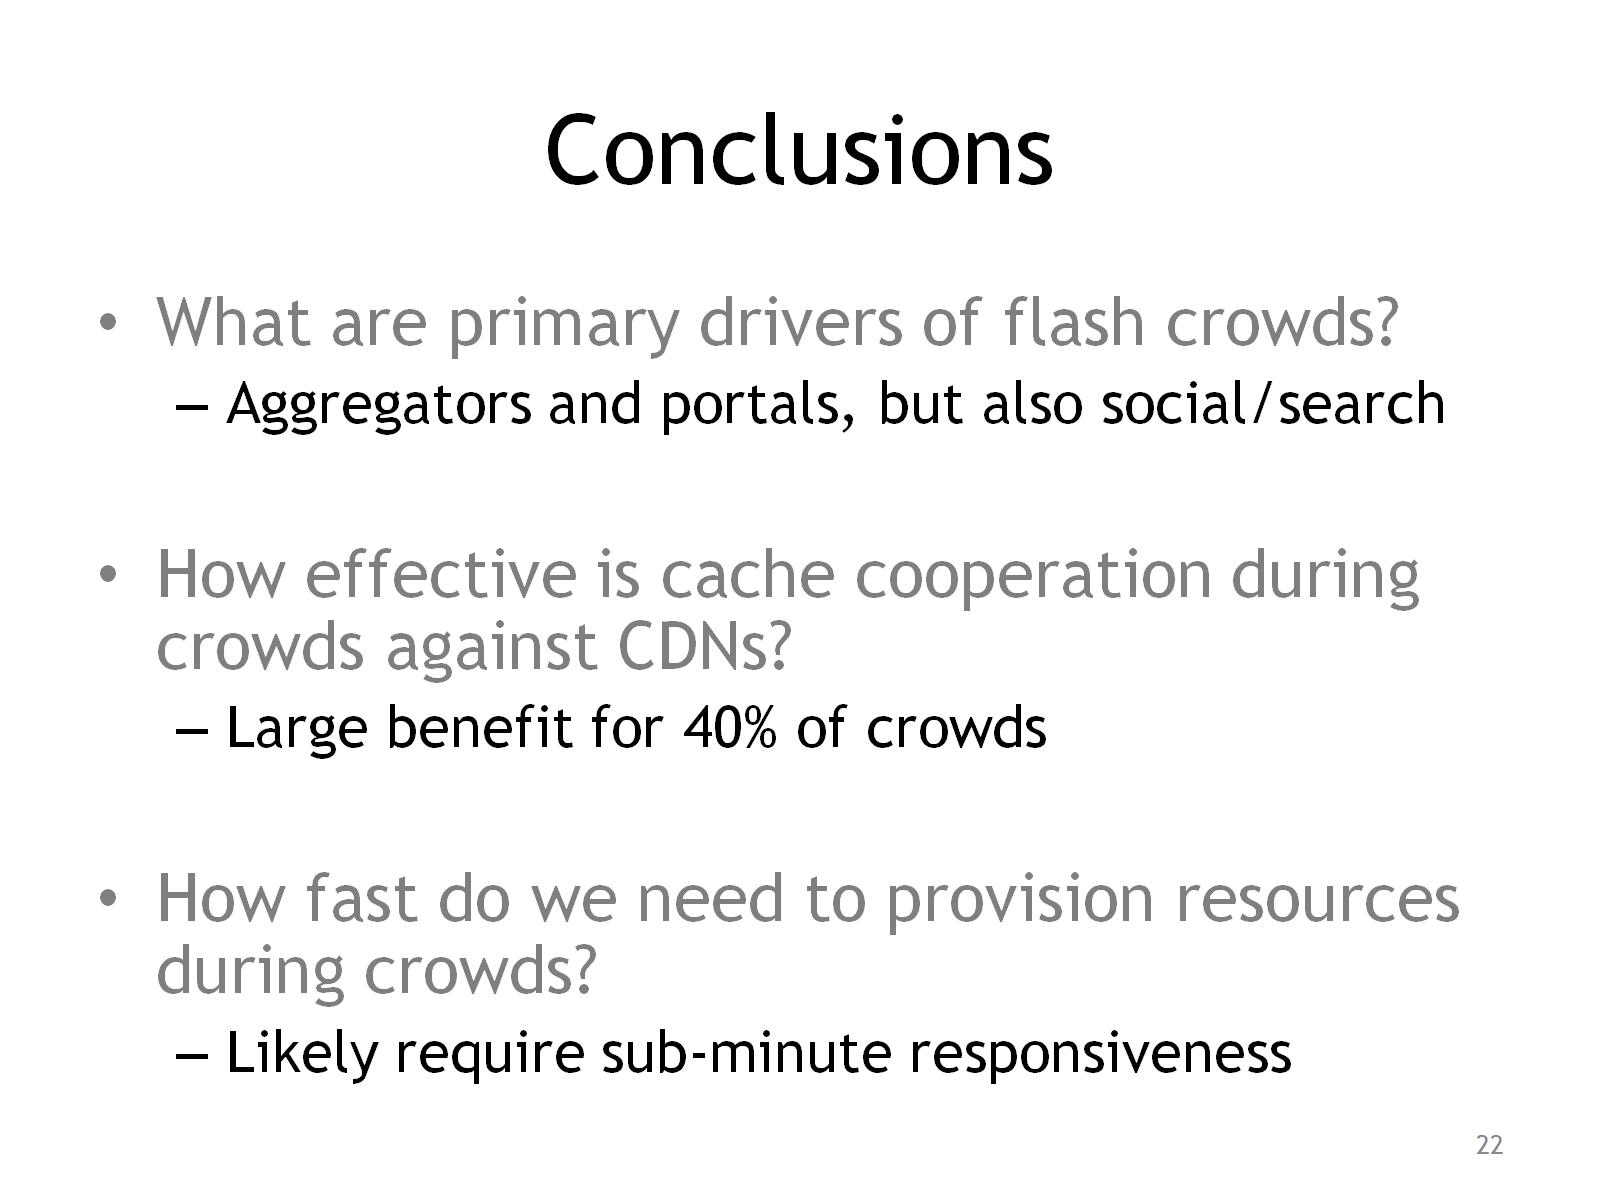 Conclusions
• What are primary drivers of flash crowds?
– Aggregators and portals, but also social/search
• How effective is cache cooperation during
crowds against CDNs?
– Large benefit for 40% of crowds
• How fast do we need to provision resources
during crowds?
– Likely require sub-minute responsiveness
22